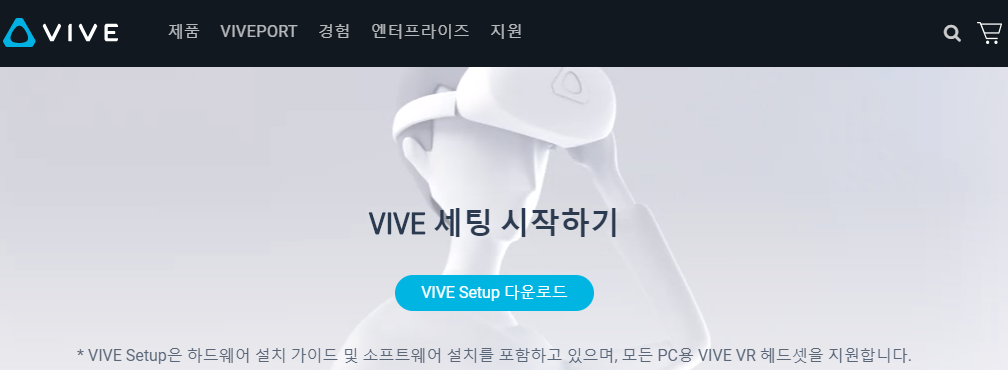 VIVE 제품 VIVEPORT 경험 엔터프라이즈 지원
VIVE 세팅 시작하기
VIVE Setup 다운로드
* VIVE Setup은 하드웨어 설치 가이드 및 소프트웨어 설치를 포함하고 있으며, 모든 PC용 VIVE VR 헤드셋을 지원합니다.